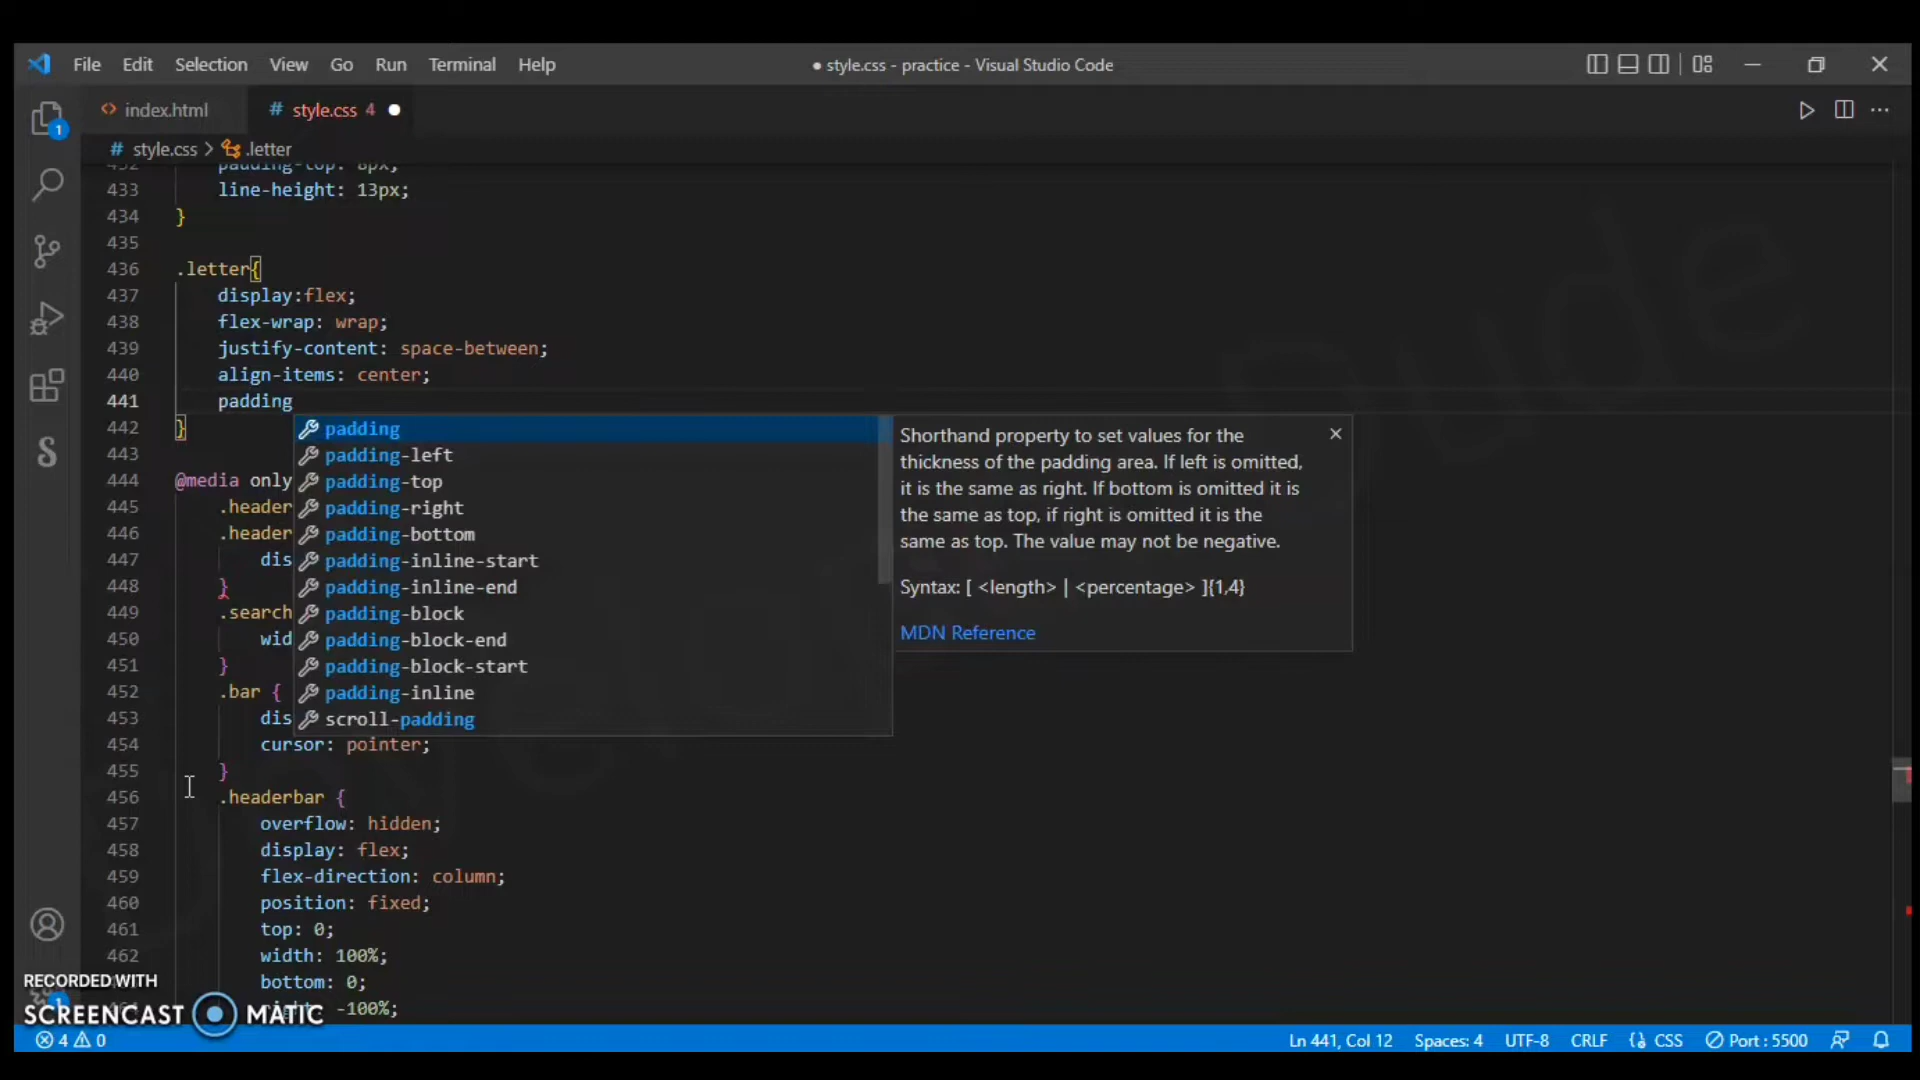 File Edit Selection View Go Run Terminal Help
● style.css - practice - Visual Studio Code
index.html
# style.css 4 ●
# style.css > .letter
432 padding-top: 8px;
433 line-height: 13px;
434 }
435
436 .letter{
437 display:flex;
438 flex-wrap: wrap;
439 justify-content: space-between;
440 align-items: center;
441 padding
442 }
443
444 @media only
445 .header
446 .header
447 dis
448 }
449 .search
450 wid
451 }
452 .bar {
453 dis
454 cursor: pointer;
455 }
456 .headerbar {
457 overflow: hidden;
458 display: flex;
459 flex-direction: column;
460 position: fixed;
461 top: 0;
462 width: 100%;
bottom: 0;
-100%;
padding
padding-left
padding-top
padding-right
padding-bottom
padding-inline-start
padding-inline-end
padding-block
padding-block-end
padding-block-start
padding-inline
scroll-padding
Shorthand property to set values for the
thickness of the padding area. If left is omitted,
it is the same as right. If bottom is omitted it is
the same as top, if right is omitted it is the
same as top. The value may not be negative.
Syntax: [ <length> | <percentage> ]{1,4}
MDN Reference
RECORDED WITH
SCREENCAST MATIC
4 0
Ln 441, Col 12 Spaces: 4 UTF-8 CRLF {} CSS Port : 5500